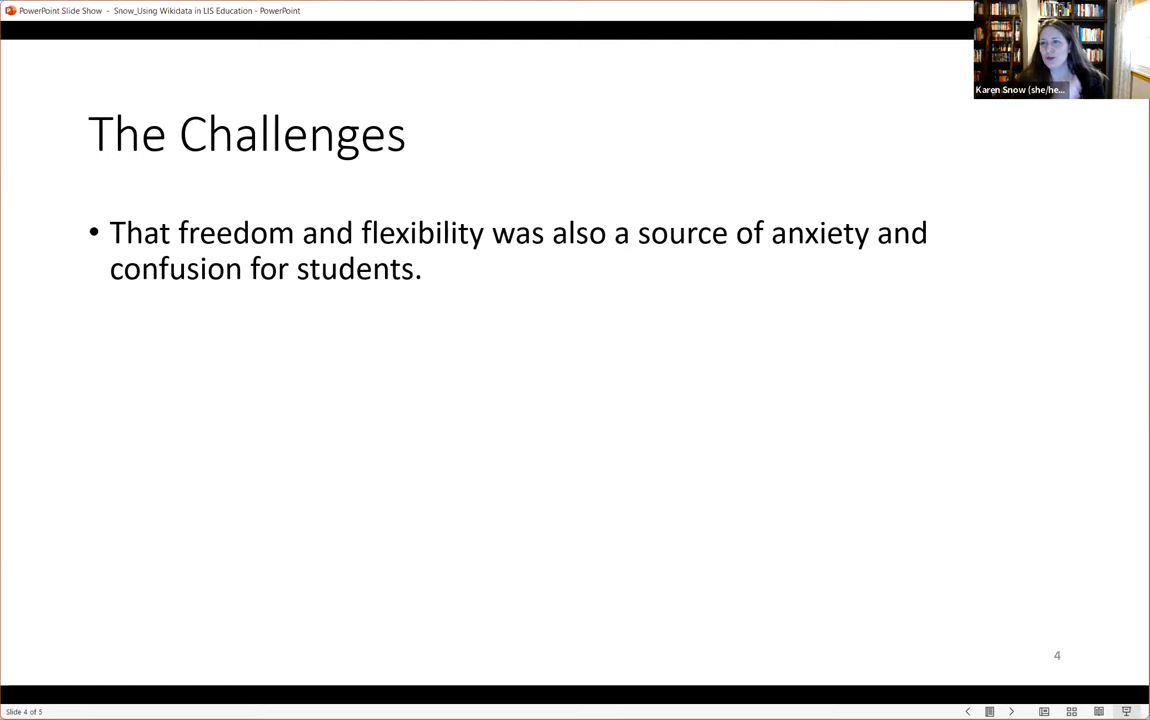 PowerPoint Slide Show - Snow_Using Wikidata in LIS Education - PowerPoint
Karen Snow (she/he...
The Challenges
• That freedom and flexibility was also a source of anxiety and
confusion for students.
4
Slide 4 of 5